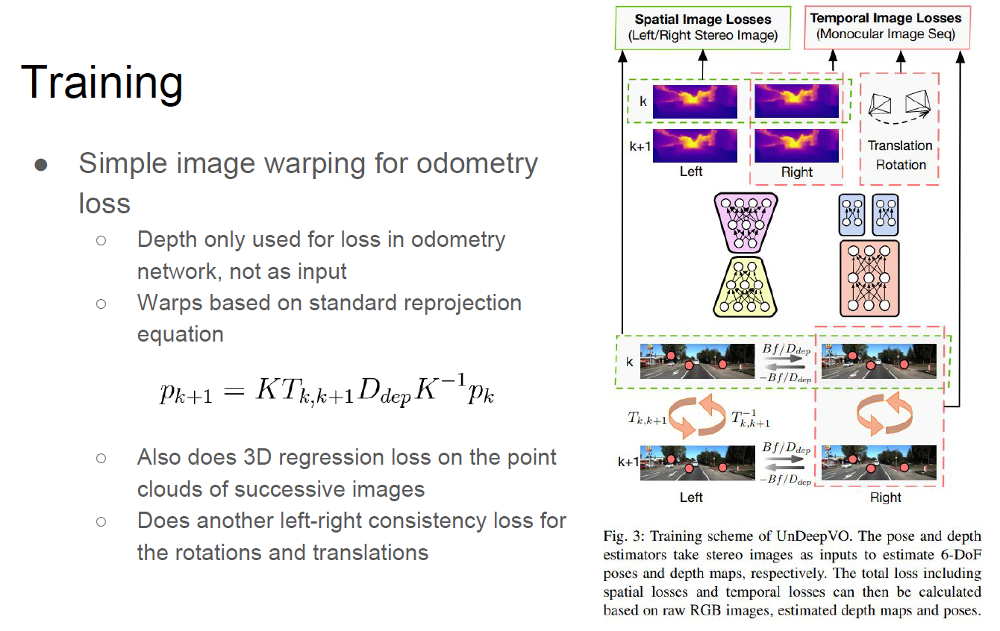 Training
● Simple image warping for odometry
loss
○ Depth only used for loss in odometry
network, not as input
○ Warps based on standard reprojection
equation
p_{k+1} = KT_{k,k+1}D_{dep}K^{-1}p_k
○ Also does 3D regression loss on the point
clouds of successive images
○ Does another left-right consistency loss for
the rotations and translations
Spatial Image Losses
(Left/Right Stereo Image)
Temporal Image Losses
(Monocular Image Seq)
k
k+1
Left
Right
Translation
Rotation
k
Bf/D_{dep}
-Bf/D_{dep}
T_{k,k+1}
T_{k,k+1}^{-1}
k+1
Bf/D_{dep}
-Bf/D_{dep}
Left
Right
Fig. 3: Training scheme of UnDeepVO. The pose and depth
estimators take stereo images as inputs to estimate 6-DoF
poses and depth maps, respectively. The total loss including
spatial losses and temporal losses can then be calculated
based on raw RGB images, estimated depth maps and poses.